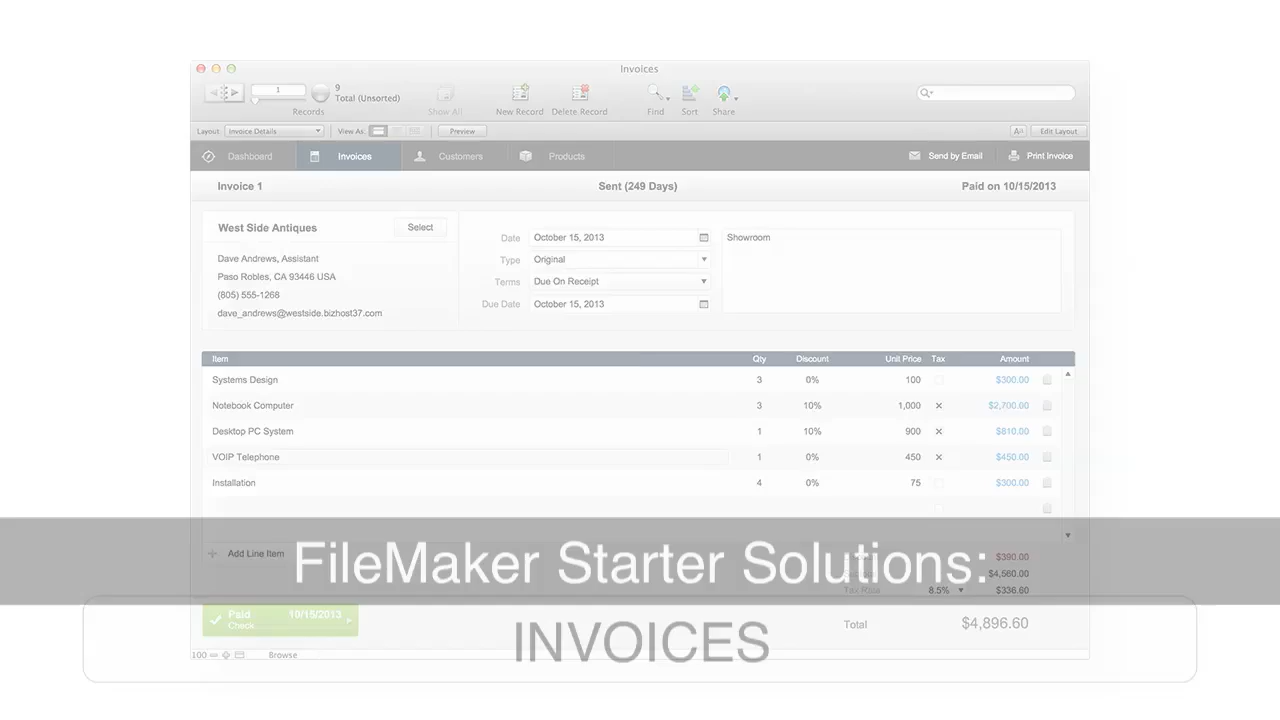 Invoices
1
9
Total (Unsorted)
Records
Show All
New Record
Delete Record
Find
Sort
Share
Layout:
Invoice Details
View As:
Preview
Aa
Edit Layout
Dashboard
Invoices
Customers
Products
Send by Email
Print Invoice
Invoice 1
Sent (249 Days)
Paid on 10/15/2013
West Side Antiques
Select
Dave Andrews, Assistant
Paso Robles, CA 93446 USA
(805) 555-1268
dave_andrews@westside.bizhost37.com
Date October 15, 2013
Type Original
Terms Due On Receipt
Due Date October 15, 2013
Showroom
Item Qty Discount Unit Price Tax Amount
Systems Design 3 0% 100 $300.00
Notebook Computer 3 10% 1,000 × $2,700.00
Desktop PC System 1 10% 900 × $810.00
VOIP Telephone 1 0% 450 × $450.00
Installation 4 0% 75 $300.00
Add Line Item
FileMaker Starter Solutions:
$390.00
$4,560.00
Tax Rate 8.5% $336.60
Paid 10/15/2013
Check
Total $4,896.60
INVOICES
100
Browse